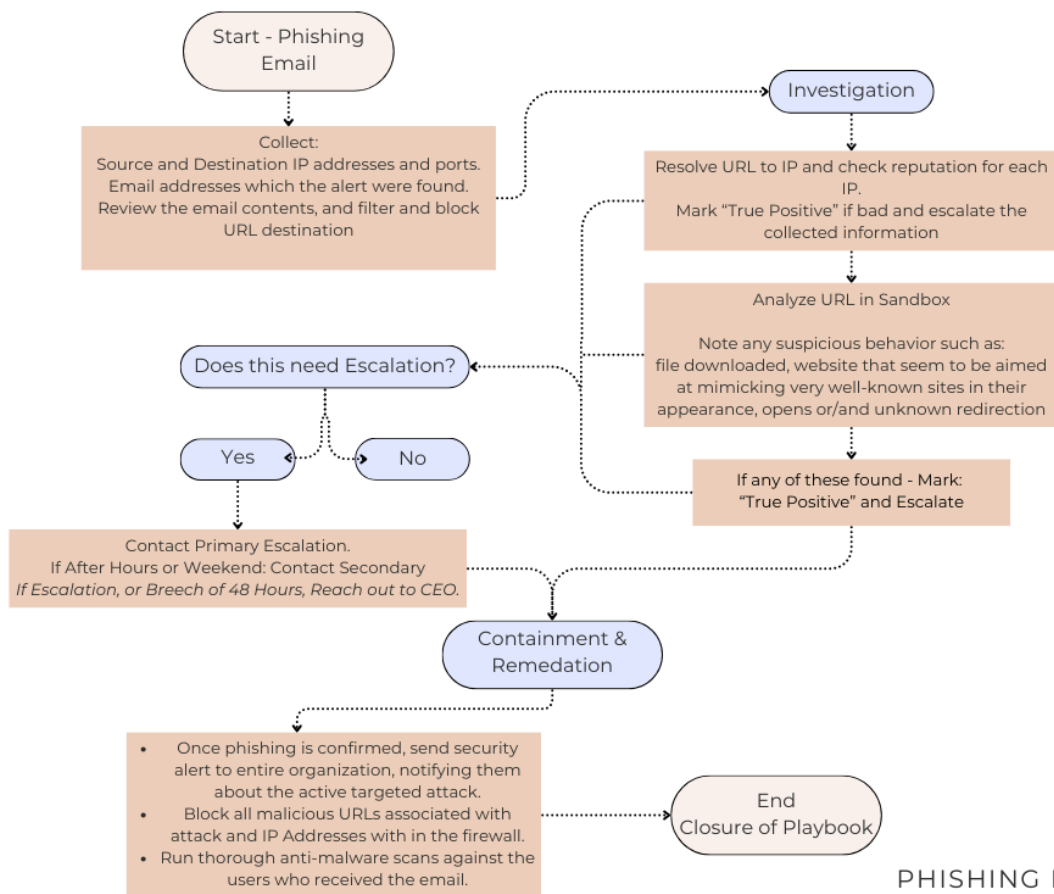 Start - Phishing
Email
Collect:
Source and Destination IP addresses and ports.
Email addresses which the alert were found.
Review the email contents, and filter and block
URL destination
Investigation
Resolve URL to IP and check reputation for each
IP.
Mark “True Positive” if bad and escalate the
collected information
Analyze URL in Sandbox
Note any suspicious behavior such as:
file downloaded, website that seem to be aimed
at mimicking very well-known sites in their
appearance, opens or/and unknown redirection
If any of these found - Mark:
“True Positive” and Escalate
Does this need Escalation?
Yes
No
Contact Primary Escalation.
If After Hours or Weekend: Contact Secondary
If Escalation, or Breech of 48 Hours, Reach out to CEO.
Containment &
Remedation
• Once phishing is confirmed, send security
alert to entire organization, notifying them
about the active targeted attack.
• Block all malicious URLs associated with
attack and IP Addresses with in the firewall.
• Run thorough anti-malware scans against the
users who received the email.
End
Closure of Playbook
PHISHING